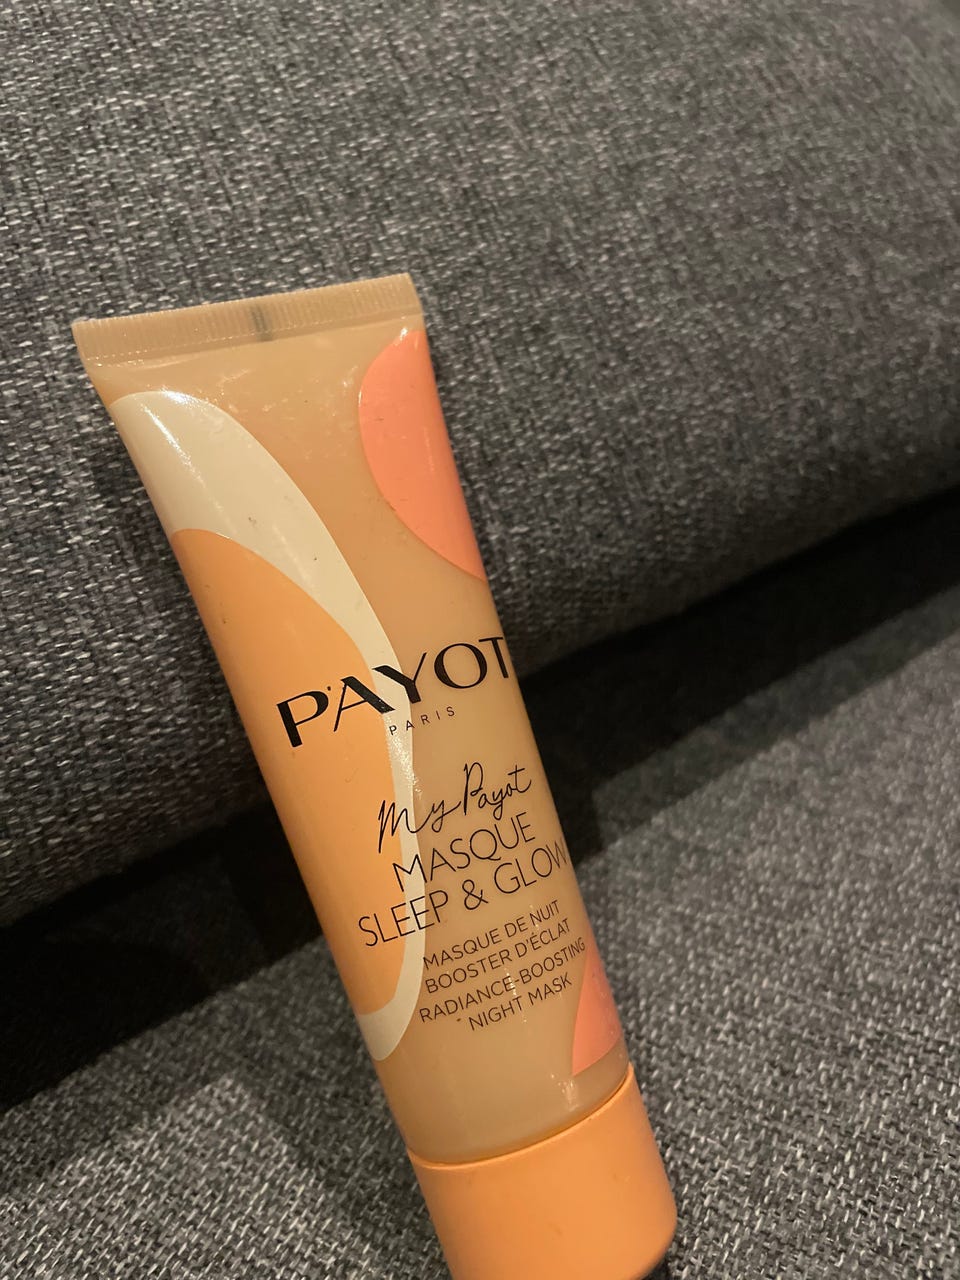 PAYOT
PARIS
My Payot
MASQUE
SLEEP & GLOW
MASQUE DE NUIT
BOOSTER D'ÉCLAT
RADIANCE-BOOSTING
NIGHT MASK